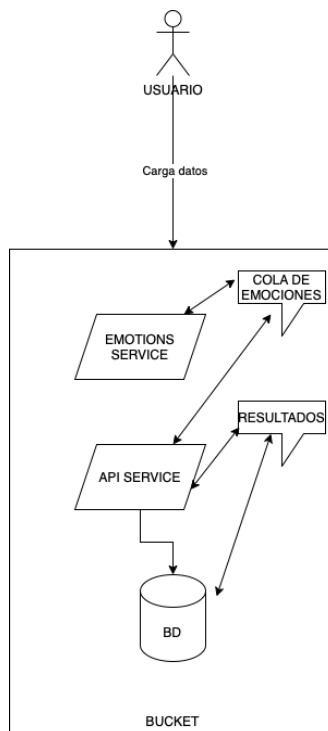 USUARIO
Carga datos
COLA DE
EMOCIONES
EMOTIONS
SERVICE
RESULTADOS
API SERVICE
BD
BUCKET